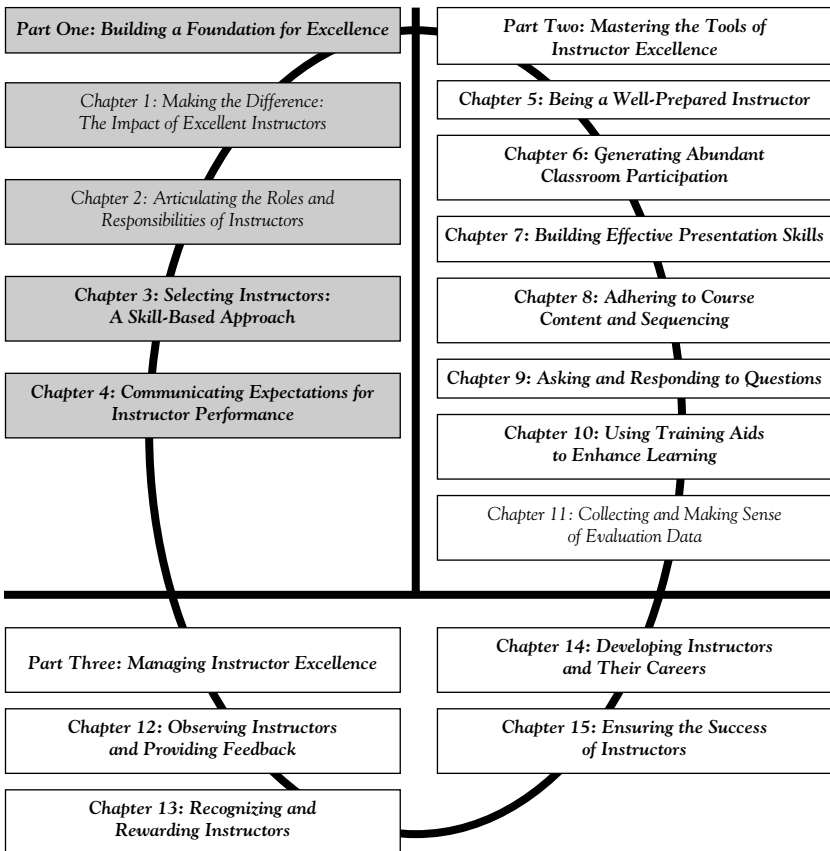 Part One: Building a Foundation for Excellence
Chapter 1: Making the Difference:
The Impact of Excellent Instructors
Chapter 2: Articulating the Roles and
Responsibilities of Instructors
Chapter 3: Selecting Instructors:
A Skill-Based Approach
Chapter 4: Communicating Expectations for
Instructor Performance
Part Two: Mastering the Tools of
Instructor Excellence
Chapter 5: Being a Well-Prepared Instructor
Chapter 6: Generating Abundant
Classroom Participation
Chapter 7: Building Effective Presentation Skills
Chapter 8: Adhering to Course
Content and Sequencing
Chapter 9: Asking and Responding to Questions
Chapter 10: Using Training Aids
to Enhance Learning
Chapter 11: Collecting and Making Sense
of Evaluation Data
Part Three: Managing Instructor Excellence
Chapter 12: Observing Instructors
and Providing Feedback
Chapter 13: Recognizing and
Rewarding Instructors
Chapter 14: Developing Instructors
and Their Careers
Chapter 15: Ensuring the Success
of Instructors